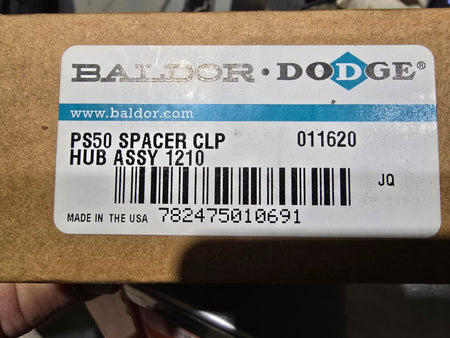 BALDOR · DODGE®
www.baldor.com
PS50 SPACER CLP 011620
HUB ASSY 1210
JQ
MADE IN THE USA 782475010691